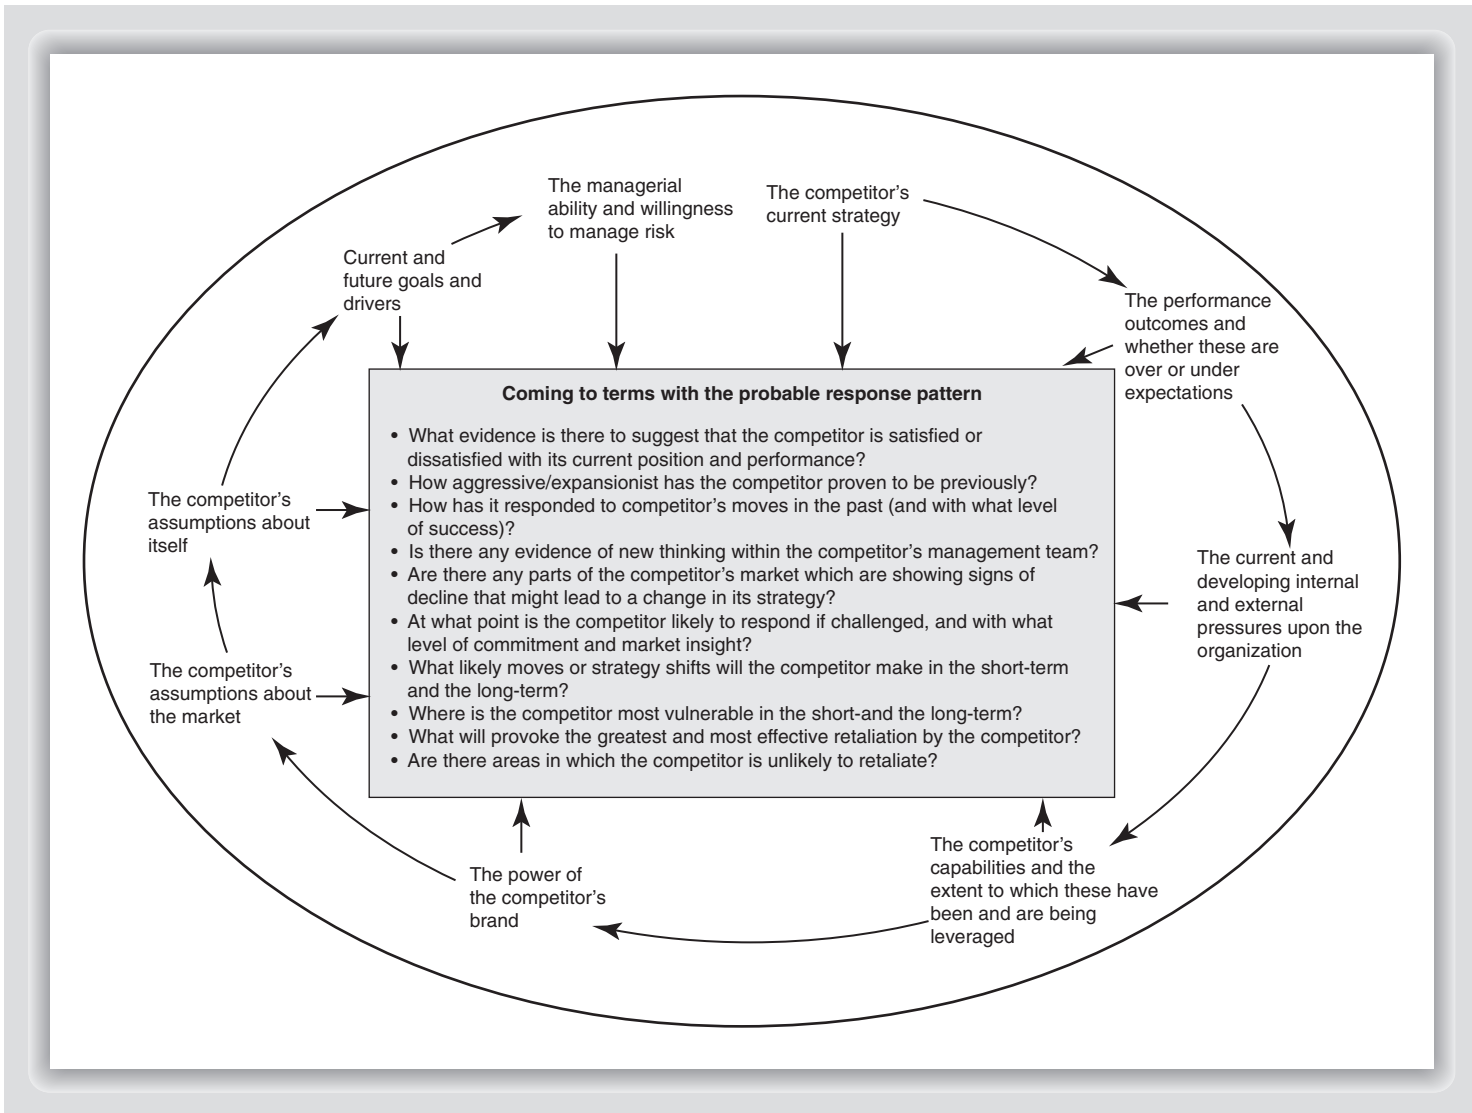 The managerial
ability and willingness
to manage risk
The competitor's
current strategy
Current and
future goals and
drivers
The performance
outcomes and
whether these are
over or under
expectations
Coming to terms with the probable response pattern
• What evidence is there to suggest that the competitor is satisfied or
dissatisfied with its current position and performance?
• How aggressive/expansionist has the competitor proven to be previously?
• How has it responded to competitor's moves in the past (and with what level
of success)?
• Is there any evidence of new thinking within the competitor's management team?
• Are there any parts of the competitor's market which are showing signs of
decline that might lead to a change in its strategy?
• At what point is the competitor likely to respond if challenged, and with what
level of commitment and market insight?
• What likely moves or strategy shifts will the competitor make in the short-term
and the long-term?
• Where is the competitor most vulnerable in the short-and the long-term?
• What will provoke the greatest and most effective retaliation by the competitor?
• Are there areas in which the competitor is unlikely to retaliate?
The competitor's
assumptions about
itself
The current and
developing internal
and external
pressures upon the
organization
The competitor's
assumptions about
the market
The power of
the competitor's
brand
The competitor's
capabilities and the
extent to which these have
been and are being
leveraged